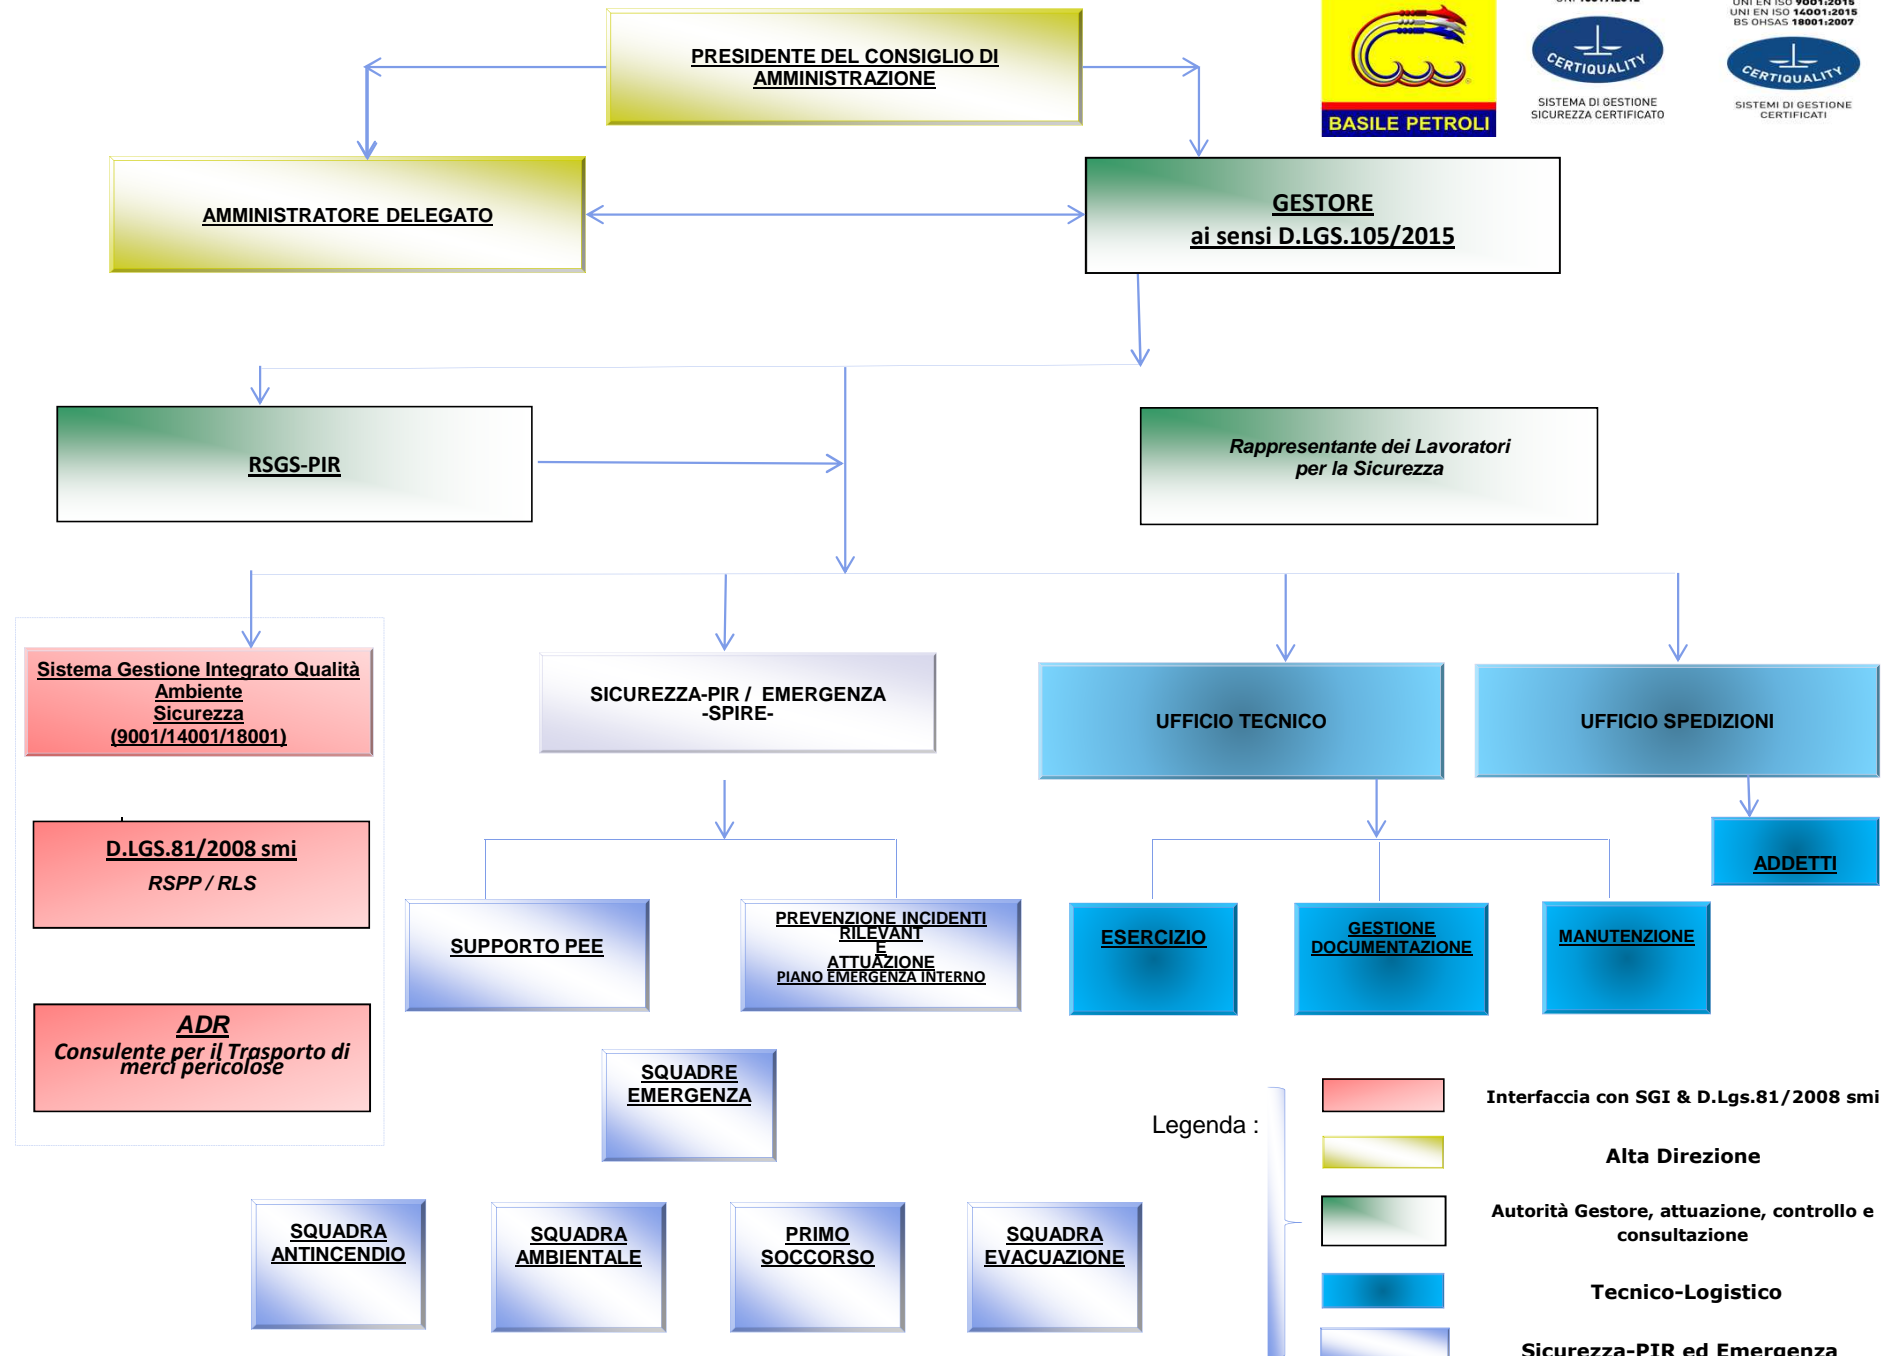 UNI EN ISO 9001:2015
UNI EN ISO 14001:2015
BS OHSAS 18001:2007
PRESIDENTE DEL CONSIGLIO DI
AMMINISTRAZIONE
BASILE PETROLI
CERTIQUALITY
SISTEMA DI GESTIONE
SICUREZZA CERTIFICATO
CERTIQUALITY
SISTEMI DI GESTIONE
CERTIFICATI
AMMINISTRATORE DELEGATO
GESTORE
ai sensi D.LGS.105/2015
RSGS-PIR
Rappresentante dei Lavoratori
per la Sicurezza
Sistema Gestione Integrato Qualità
Ambiente
Sicurezza
(9001/14001/18001)
SICUREZZA-PIR / EMERGENZA
-SPIRE-
UFFICIO TECNICO
UFFICIO SPEDIZIONI
D.LGS.81/2008 smi
RSPP / RLS
ADDETTI
SUPPORTO PEE
PREVENZIONE INCIDENTI
RILEVANT
E
ATTUAZIONE
PIANO EMERGENZA INTERNO
ESERCIZIO
GESTIONE
DOCUMENTAZIONE
MANUTENZIONE
ADR
Consulente per il Trasporto di
merci pericolose
SQUADRE
EMERGENZA
SQUADRA
ANTINCENDIO
SQUADRA
AMBIENTALE
PRIMO
SOCCORSO
SQUADRA
EVACUAZIONE
Legenda :
Interfaccia con SGI & D.Lgs.81/2008 smi
Alta Direzione
Autorità Gestore, attuazione, controllo e
consultazione
Tecnico-Logistico
Sicurezza-PIR ed Emergenza